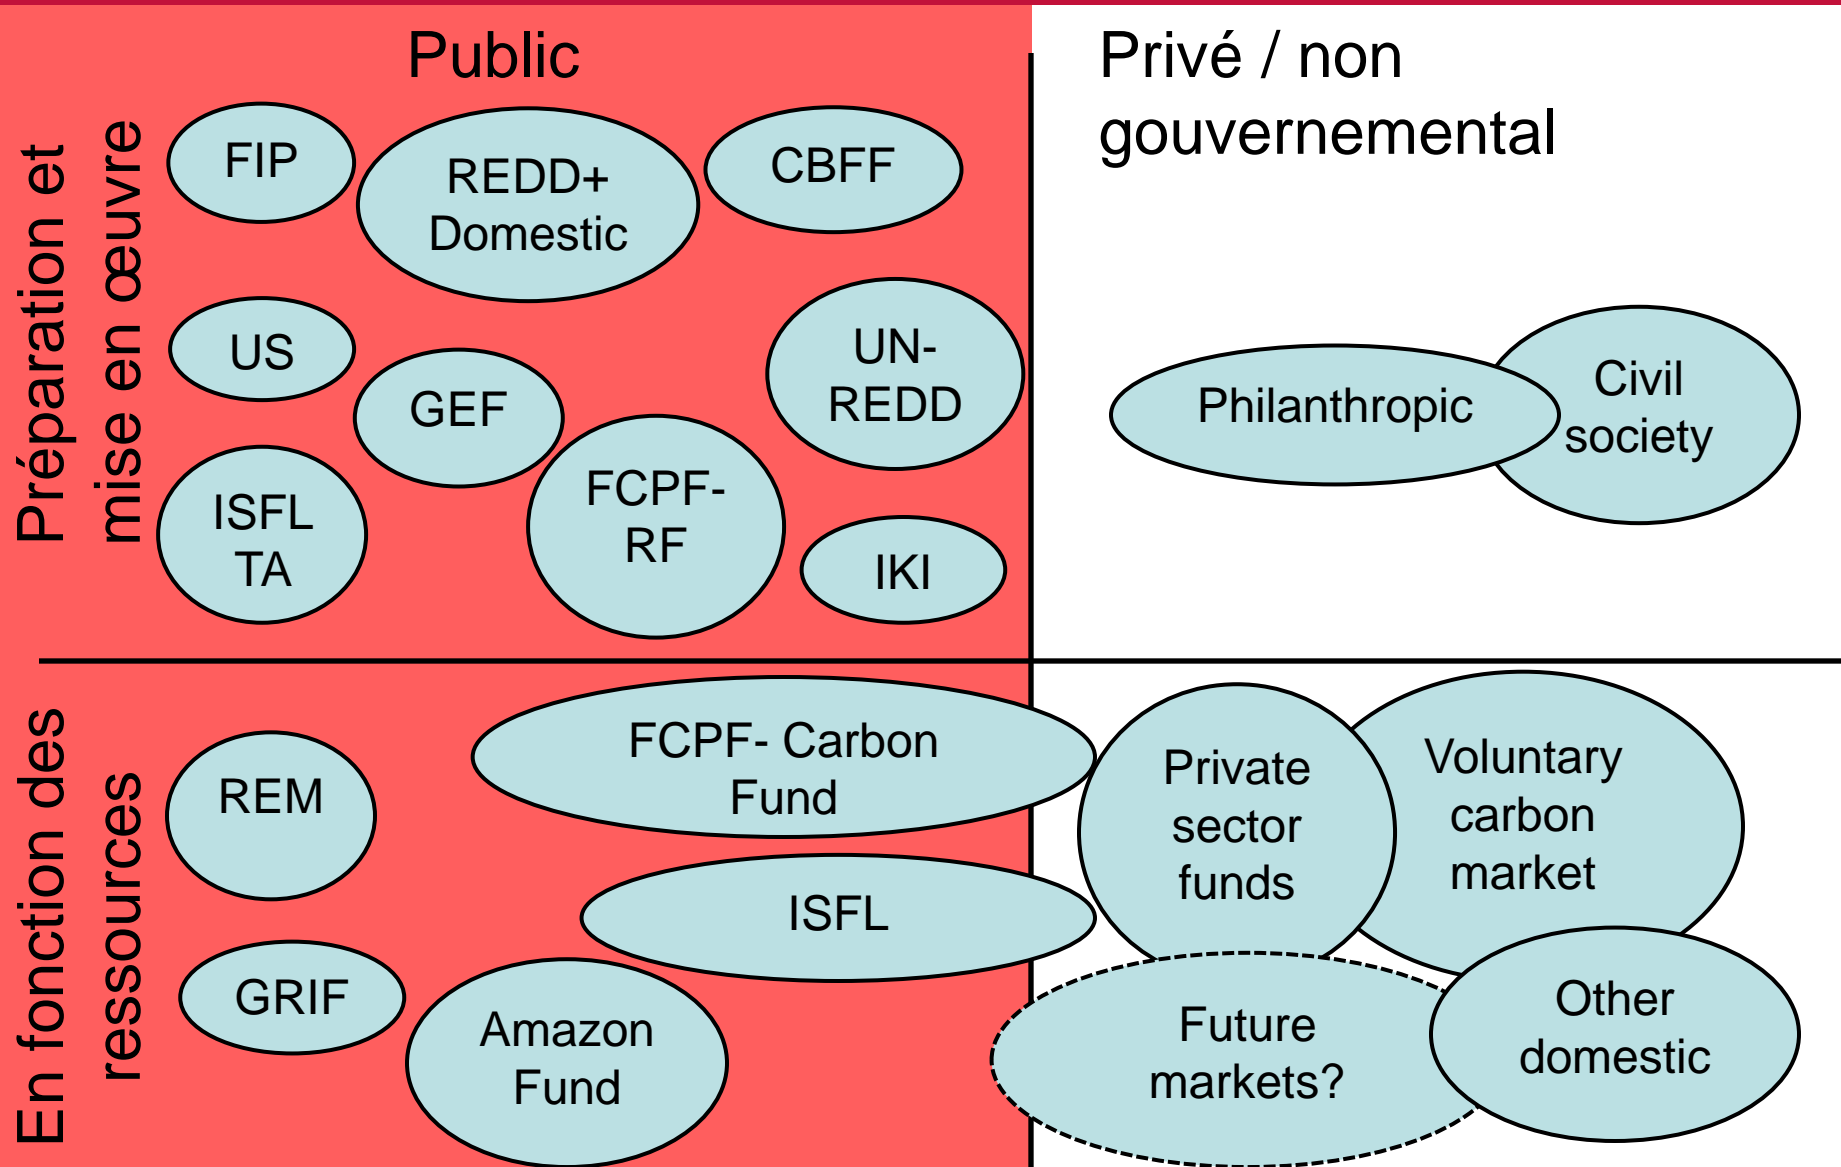 Public
Privé / non
gouvernemental
Préparation et
mise en œuvre
FIP
REDD+
Domestic
CBFF
US
GEF
UN-
REDD
ISFL
TA
FCPF-
RF
IKI
Philanthropic
Civil
society
En fonction des
ressources
REM
FCPF- Carbon
Fund
ISFL
GRIF
Amazon
Fund
Private
sector
funds
Voluntary
carbon
market
Future
markets?
Other
domestic